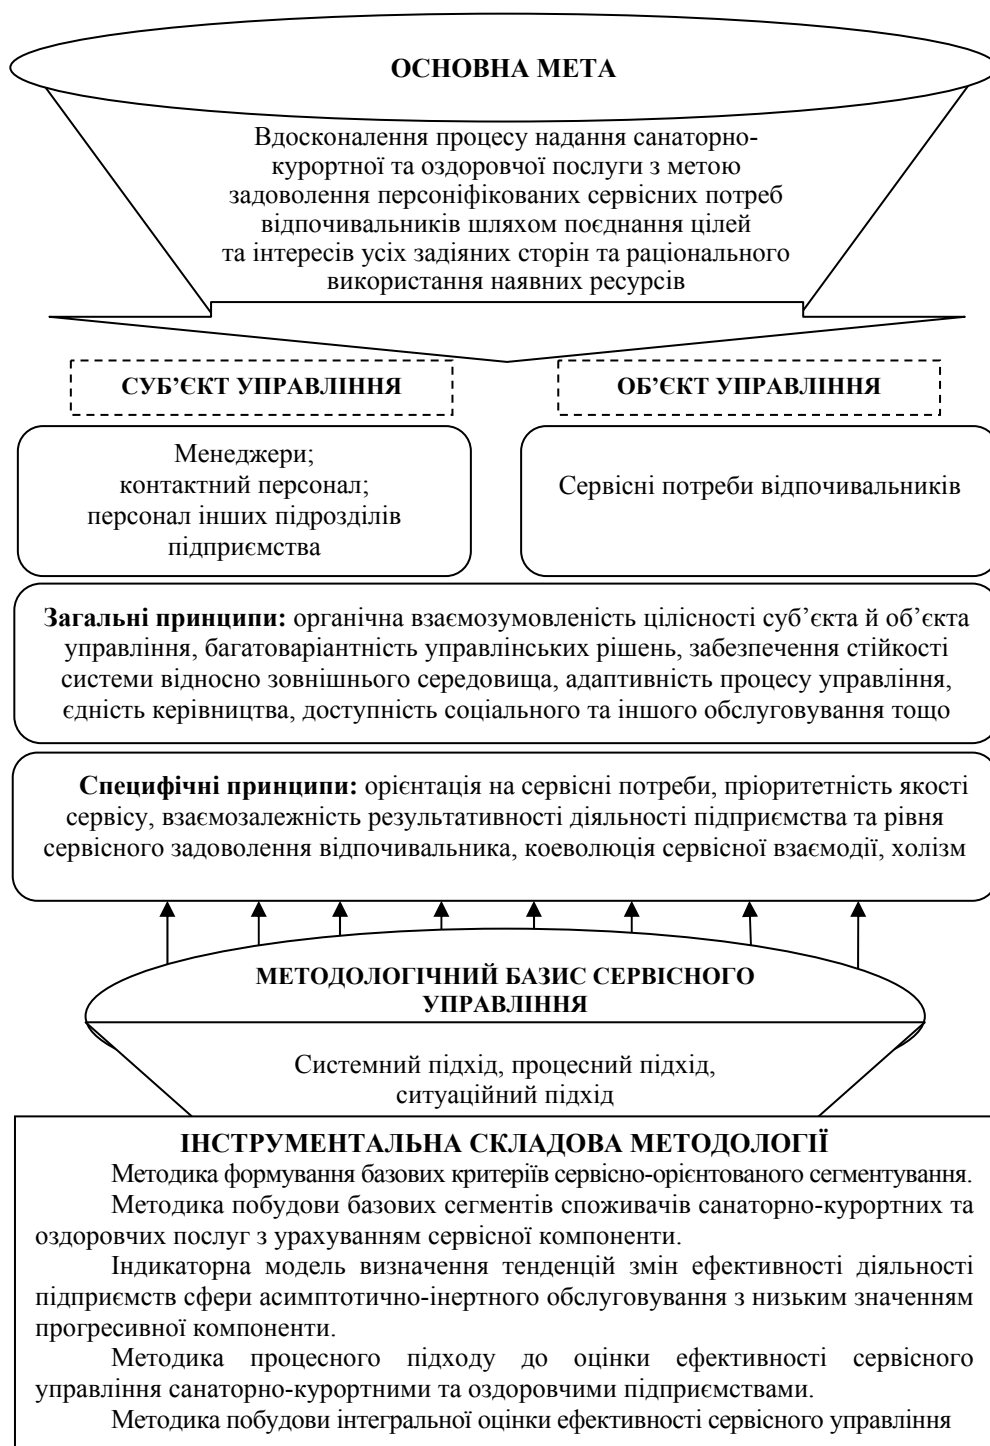 ОСНОВНА МЕТА
Вдосконалення процесу надання санаторно-
курортної та оздоровчої послуги з метою
задоволення персоніфікованих сервісних потреб
відпочивальників шляхом поєднання цілей
та інтересів усіх задіяних сторін та раціонального
використання наявних ресурсів
СУБ’ЄКТ УПРАВЛІННЯ
ОБ’ЄКТ УПРАВЛІННЯ
Менеджери;
контактний персонал;
персонал інших підрозділів
підприємства
Сервісні потреби відпочивальників
Загальні принципи: органічна взаємозумовленість цілісності суб’єкта й об’єкта
управління, багатоваріантність управлінських рішень, забезпечення стійкості
системи відносно зовнішнього середовища, адаптивність процесу управління,
єдність керівництва, доступність соціального та іншого обслуговування тощо
Специфічні принципи: орієнтація на сервісні потреби, пріоритетність якості
сервісу, взаємозалежність результативності діяльності підприємства та рівня
сервісного задоволення відпочивальника, коеволюція сервісної взаємодії, холізм
МЕТОДОЛОГІЧНИЙ БАЗИС СЕРВІСНОГО
УПРАВЛІННЯ
Системний підхід, процесний підхід,
ситуаційний підхід
ІНСТРУМЕНТАЛЬНА СКЛАДОВА МЕТОДОЛОГІЇ
Методика формування базових критеріїв сервісно-орієнтованого сегментування.
Методика побудови базових сегментів споживачів санаторно-курортних та
оздоровчих послуг з урахуванням сервісної компоненти.
Індикаторна модель визначення тенденцій змін ефективності діяльності
підприємств сфери асимптотично-інертного обслуговування з низьким значенням
прогресивної компоненти.
Методика процесного підходу до оцінки ефективності сервісного
управління санаторно-курортними та оздоровчими підприємствами.
Методика побудови інтегральної оцінки ефективності сервісного управління